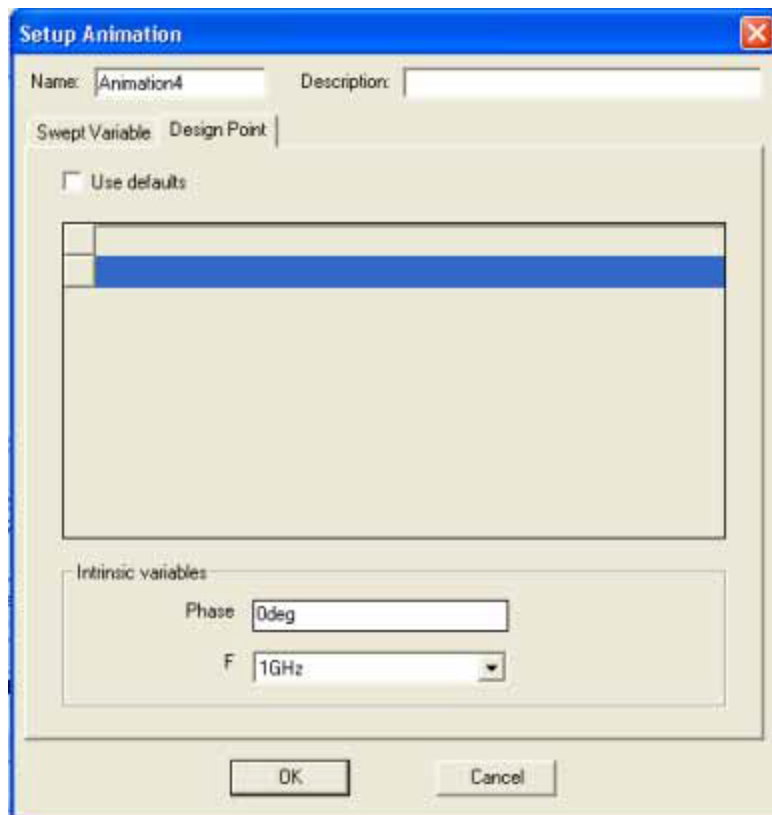 Setup Animation
Name: Animation4 Description:
Swept Variable Design Point
Use defaults
Intrinsic variables
Phase 0deg
F 1GHz
OK Cancel